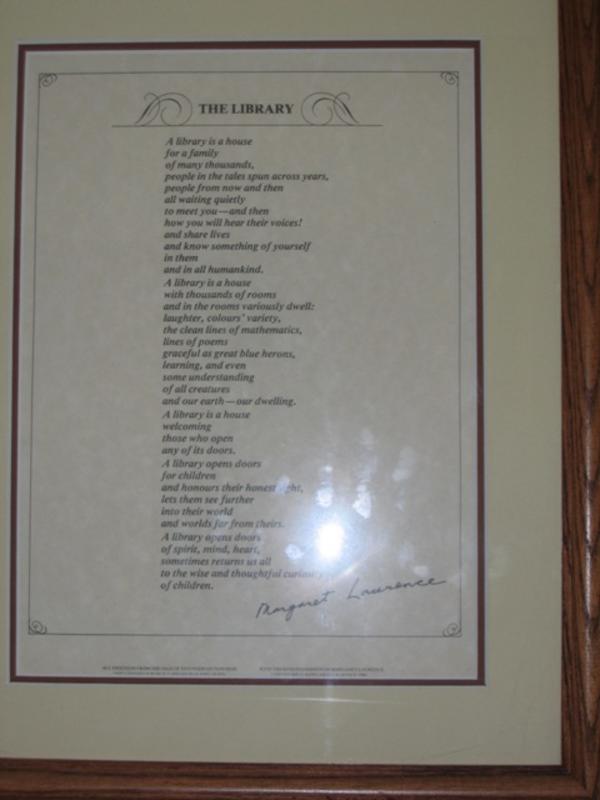 THE LIBRARY
A library is a house
for a family
of many thousands,
people in the tales spun across years,
people from now and then
all waiting quietly
to meet you—and then
how you will hear their voices!
and share lives
and know something of yourself
in them
and in all humankind.
A library is a house
with thousands of rooms
and in the rooms variously dwell:
laughter, colours' variety,
the clean lines of mathematics,
lines of poems
graceful as great blue herons,
learning, and even
some understanding
of all creatures
and our earth—our dwelling.
A library is a house
welcoming
those who open
any of its doors.
A library opens doors
for children
and honours their honest
lets them see further
into their world
and worlds far from theirs.
A library opens doors
of spirit, mind, heart,
sometimes returns us all
to the wise and thoughtful
of children.
Margaret Laurence